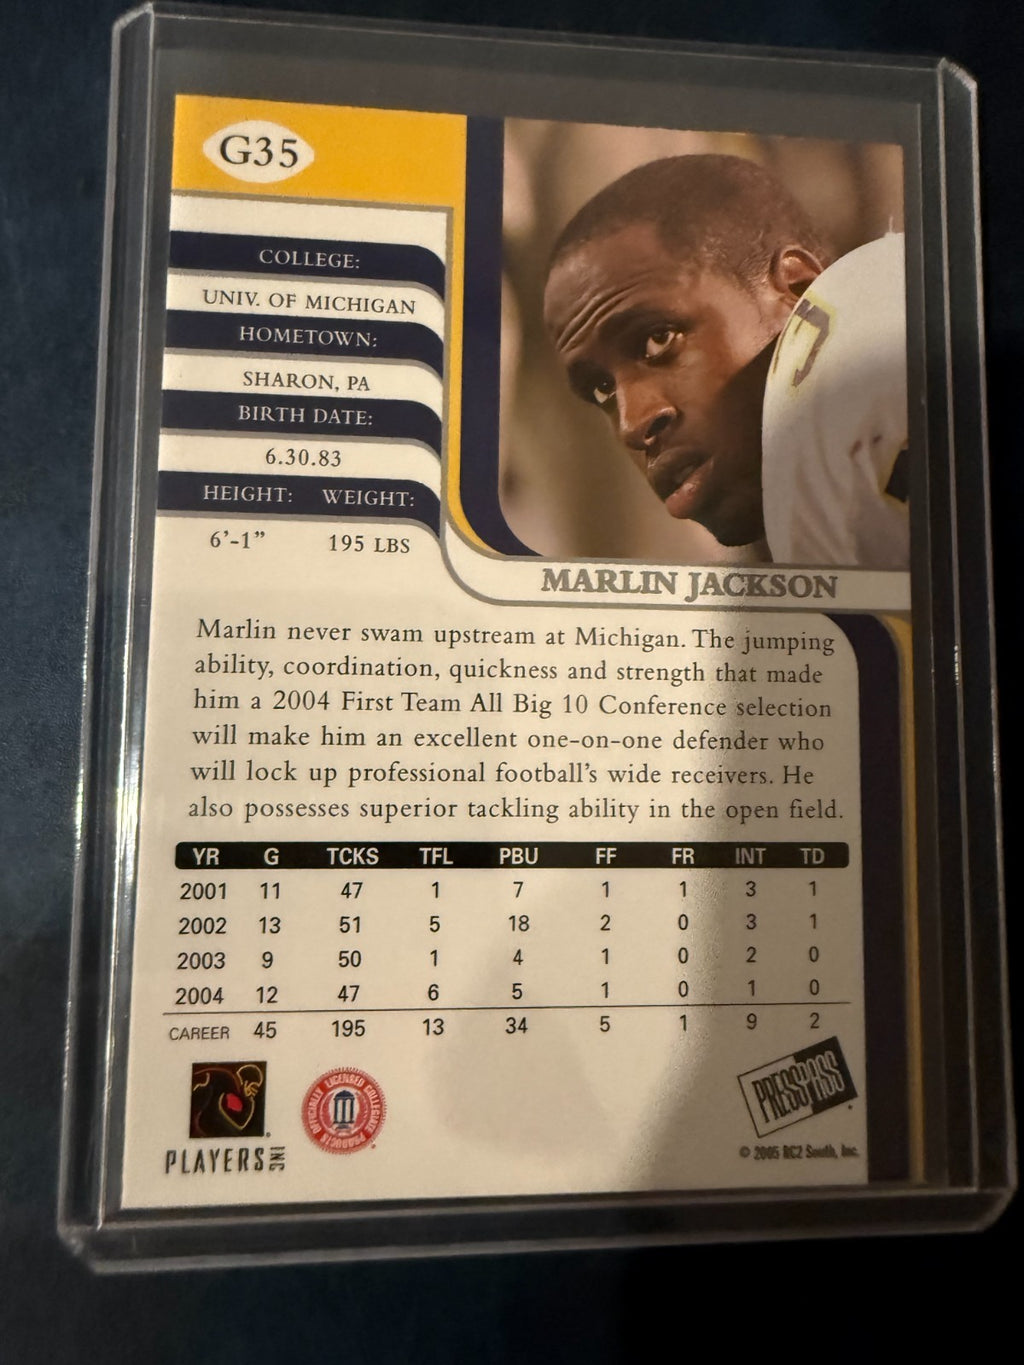 G35
COLLEGE:
UNIV. OF MICHIGAN
HOMETOWN:
SHARON, PA
BIRTH DATE:
6.30.83
HEIGHT: WEIGHT:
6'-1" 195 LBS
MARLIN JACKSON
Marlin never swam upstream at Michigan. The jumping
ability, coordination, quickness and strength that made
him a 2004 First Team All Big 10 Conference selection
will make him an excellent one-on-one defender who
will lock up professional football's wide receivers. He
also possesses superior tackling ability in the open field.
YR G TCKS TFL PBU FF FR INT TD
2001 11 47 1 7 1 1 3 1
2002 13 51 5 18 2 0 3 1
2003 9 50 1 4 1 0 2 0
2004 12 47 6 5 1 0 1 0
CAREER 45 195 13 34 5 1 9 2
PLAYERS INC
OFFICIALLY LICENSED COLLEGIATE PRODUCTS
PRESS PASS
© 2005 RC2 South, Inc.